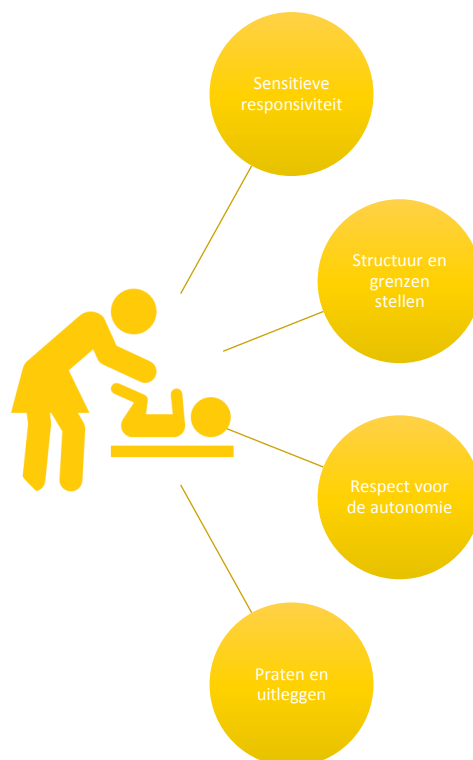 Sensitieve
responsiviteit
Structuur en
grenzen
stellen
Respect voor
de autonomie
Praten en
uitleggen